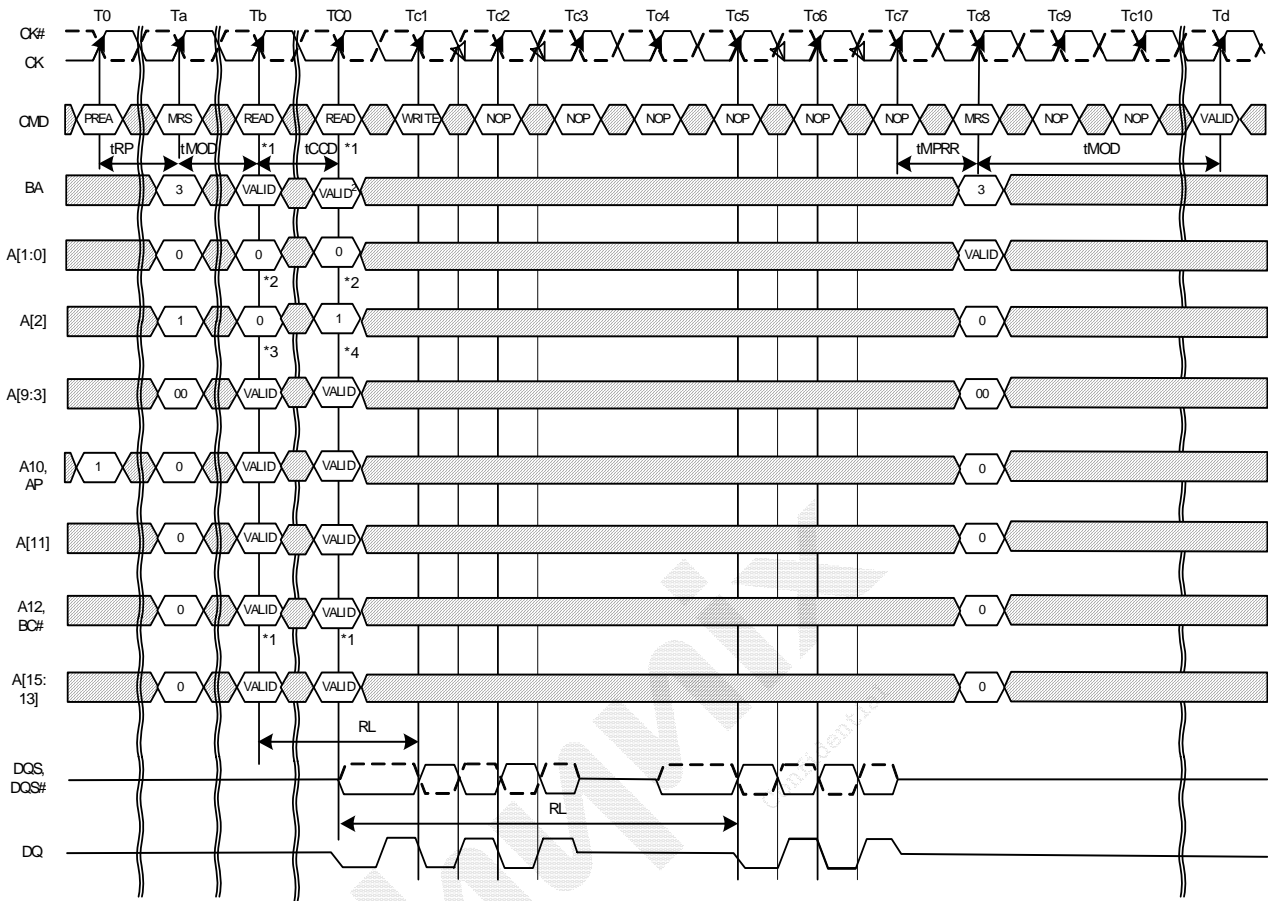 T0 Ta Tb TC0 Tc1 Tc2 Tc3 Tc4 Tc5 Tc6 Tc7 Tc8 Tc9 Tc10 Td
CK#
CK
CMD PREA MRS READ READ WRITE NOP NOP NOP NOP NOP NOP MRS NOP NOP VALID
tRP tMOD *1 tCCD *1 tMPRR tMOD
BA 3 VALID VALID2 3
A[1:0] 0 0 0 VALID
*2 *2
A[2] 1 0 1 0
*3 *4
A[9:3] 00 VALID VALID 00
A10,
AP 1 0 VALID VALID 0
A[11] 0 VALID VALID 0
A12,
BC# 0 VALID VALID 0
*1 *1
A[15:
13] 0 VALID VALID 0
RL
DQS,
DQS#
RL
DQ
hynix
Confidential